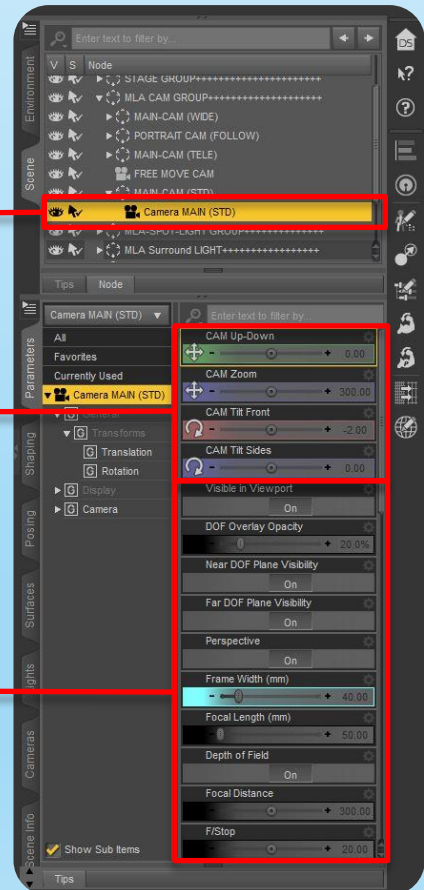 Enter text to filter by...
V S Node
STAGE GROUP++++++++++++++++++++++
MLA CAM GROUP++++++++++++++++++++
MAIN-CAM (WIDE)
PORTRAIT CAM (FOLLOW)
MAIN-CAM (TELE)
FREE MOVE CAM
MAIN-CAM (STD)
Camera MAIN (STD)
MLA-SPOT-LIGHT GROUP++++++++++++++
MLA Surround LIGHT+++++++++++++++++
Tips Node
Environment
Scene
DS
Camera MAIN (STD)
Enter text to filter by...
All
Favorites
Currently Used
Camera MAIN (STD)
G General
G Transforms
G Translation
G Rotation
G Display
G Camera
Show Sub Items
Tips
Parameters
Shaping
Posing
Surfaces
Lights
Cameras
Scene Info
CAM Up-Down
0.00
CAM Zoom
300.00
CAM Tilt Front
-2.00
CAM Tilt Sides
0.00
Visible in Viewport
On
DOF Overlay Opacity
20.0%
Near DOF Plane Visibility
On
Far DOF Plane Visibility
On
Perspective
On
Frame Width (mm)
40.00
Focal Length (mm)
50.00
Depth of Field
On
Focal Distance
300.00
F/Stop
20.00